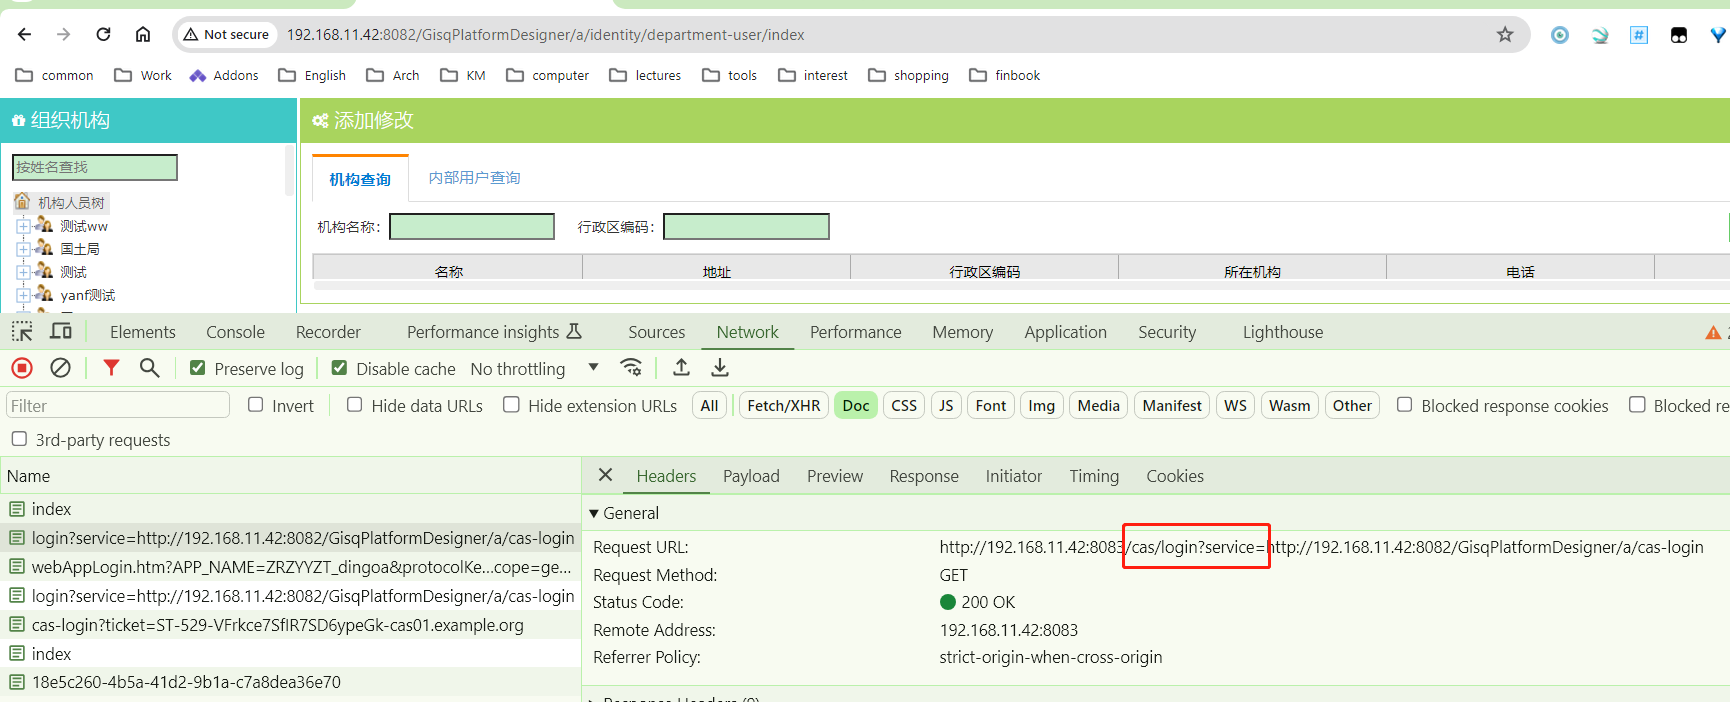 Not secure 192.168.11.42:8082/GisqPlatformDesigner/a/identity/department-user/index
common Work Addons English Arch KM computer lectures tools interest shopping finbook
组织机构
添加修改
按姓名查找
机构人员树
测试ww
国土局
测试
yanf测试
机构查询 内部用户查询
机构名称： 行政区编码：
名称 地址 行政区编码 所在机构 电话
Elements Console Recorder Performance insights Sources Network Performance Memory Application Security Lighthouse
Preserve log Disable cache No throttling
Filter Invert Hide data URLs Hide extension URLs All Fetch/XHR Doc CSS JS Font Img Media Manifest WS Wasm Other Blocked response cookies Blocked re
3rd-party requests
Name
index
login?service=http://192.168.11.42:8082/GisqPlatformDesigner/a/cas-login
webAppLogin.htm?APP_NAME=ZRZYYZT_dingoa&protocolKe...cope=ge...
login?service=http://192.168.11.42:8082/GisqPlatformDesigner/a/cas-login
cas-login?ticket=ST-529-VFrkce7SfIR7SD6ypeGk-cas01.example.org
index
18e5c260-4b5a-41d2-9b1a-c7a8dea36e70
Headers Payload Preview Response Initiator Timing Cookies
General
Request URL: http://192.168.11.42:8083/cas/login?service=http://192.168.11.42:8082/GisqPlatformDesigner/a/cas-login
Request Method: GET
Status Code: 200 OK
Remote Address: 192.168.11.42:8083
Referrer Policy: strict-origin-when-cross-origin